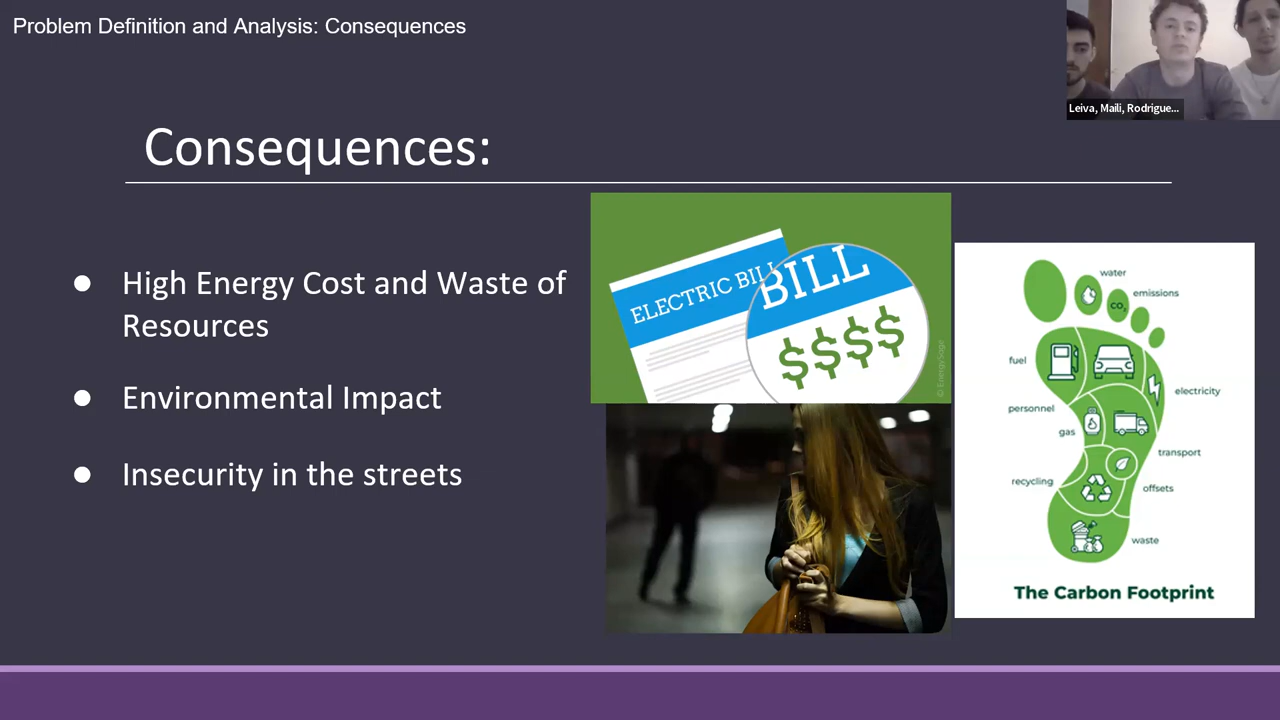 Problem Definition and Analysis: Consequences
Leiva, Maili, Rodrigue...
Consequences:
● High Energy Cost and Waste of
Resources
● Environmental Impact
● Insecurity in the streets
ELECTRIC BILL
BILL
$$$$
© EnergySage
water
emissions
CO₂
fuel
electricity
personnel
gas
transport
recycling
offsets
waste
The Carbon Footprint